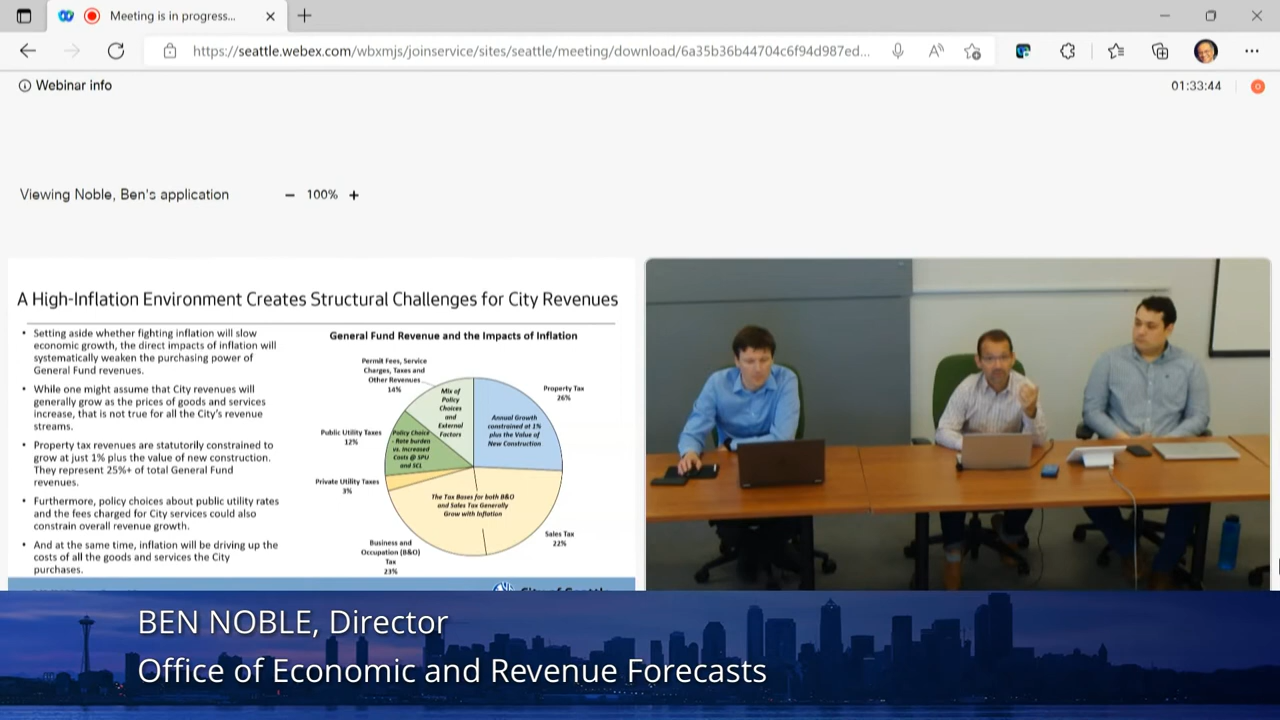 Meeting is in progress...
https://seattle.webex.com/wbxmjs/joinservice/sites/seattle/meeting/download/6a35b36b44704c6f94d987ed...
Webinar info
01:33:44
Viewing Noble, Ben's application
100%
A High-Inflation Environment Creates Structural Challenges for City Revenues
Setting aside whether fighting inflation will slow
economic growth, the direct impacts of inflation will
systematically weaken the purchasing power of
General Fund revenues.
While one might assume that City revenues will
generally grow as the prices of goods and services
increase, that is not true for all the City's revenue
streams.
Property tax revenues are statutorily constrained to
grow at just 1% plus the value of new construction.
They represent 25%+ of total General Fund
revenues.
Furthermore, policy choices about public utility rates
and the fees charged for City services could also
constrain overall revenue growth.
And at the same time, inflation will be driving up the
costs of all the goods and services the City
purchases.
General Fund Revenue and the Impacts of Inflation
Permit Fees, Service
Charges, Taxes and
Other Revenues
14%
Mix of
Policy
Choices
and
External
Factors
Property Tax
26%
Annual Growth
constrained at 1%
plus the Value of
New Construction
Public Utility Taxes
12%
Policy Choice
- Rate burden
vs. Increased
Costs @ SPU
and SCL
Private Utility Taxes
3%
The Tax Bases for both B&O
and Sales Tax Generally
Grow with Inflation
Sales Tax
22%
Business and
Occupation (B&O)
Tax
23%
BEN NOBLE, Director
Office of Economic and Revenue Forecasts